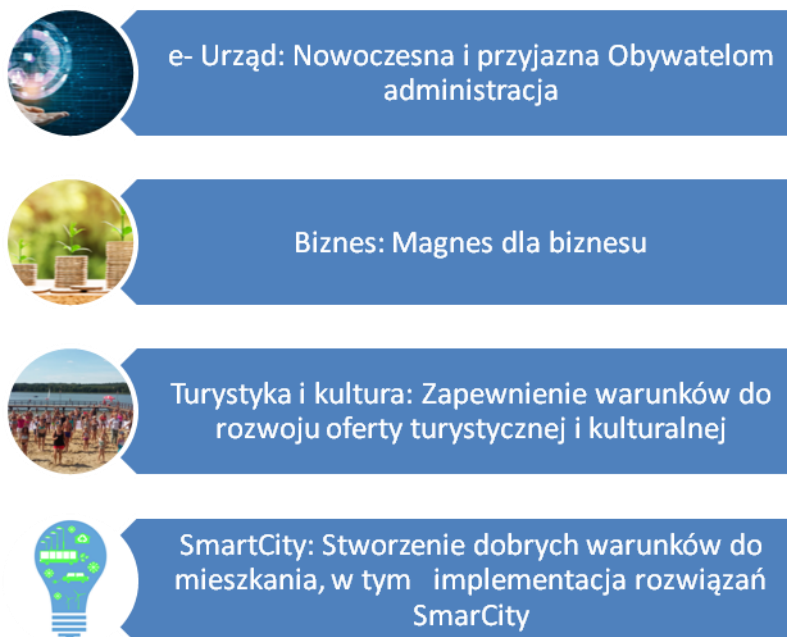 e- Urząd: Nowoczesna i przyjazna Obywatelom
administracja
Biznes: Magnes dla biznesu
Turystyka i kultura: Zapewnienie warunków do
rozwoju oferty turystycznej i kulturalnej
SmartCity: Stworzenie dobrych warunków do
mieszkania, w tym implementacja rozwiązań
SmarCity